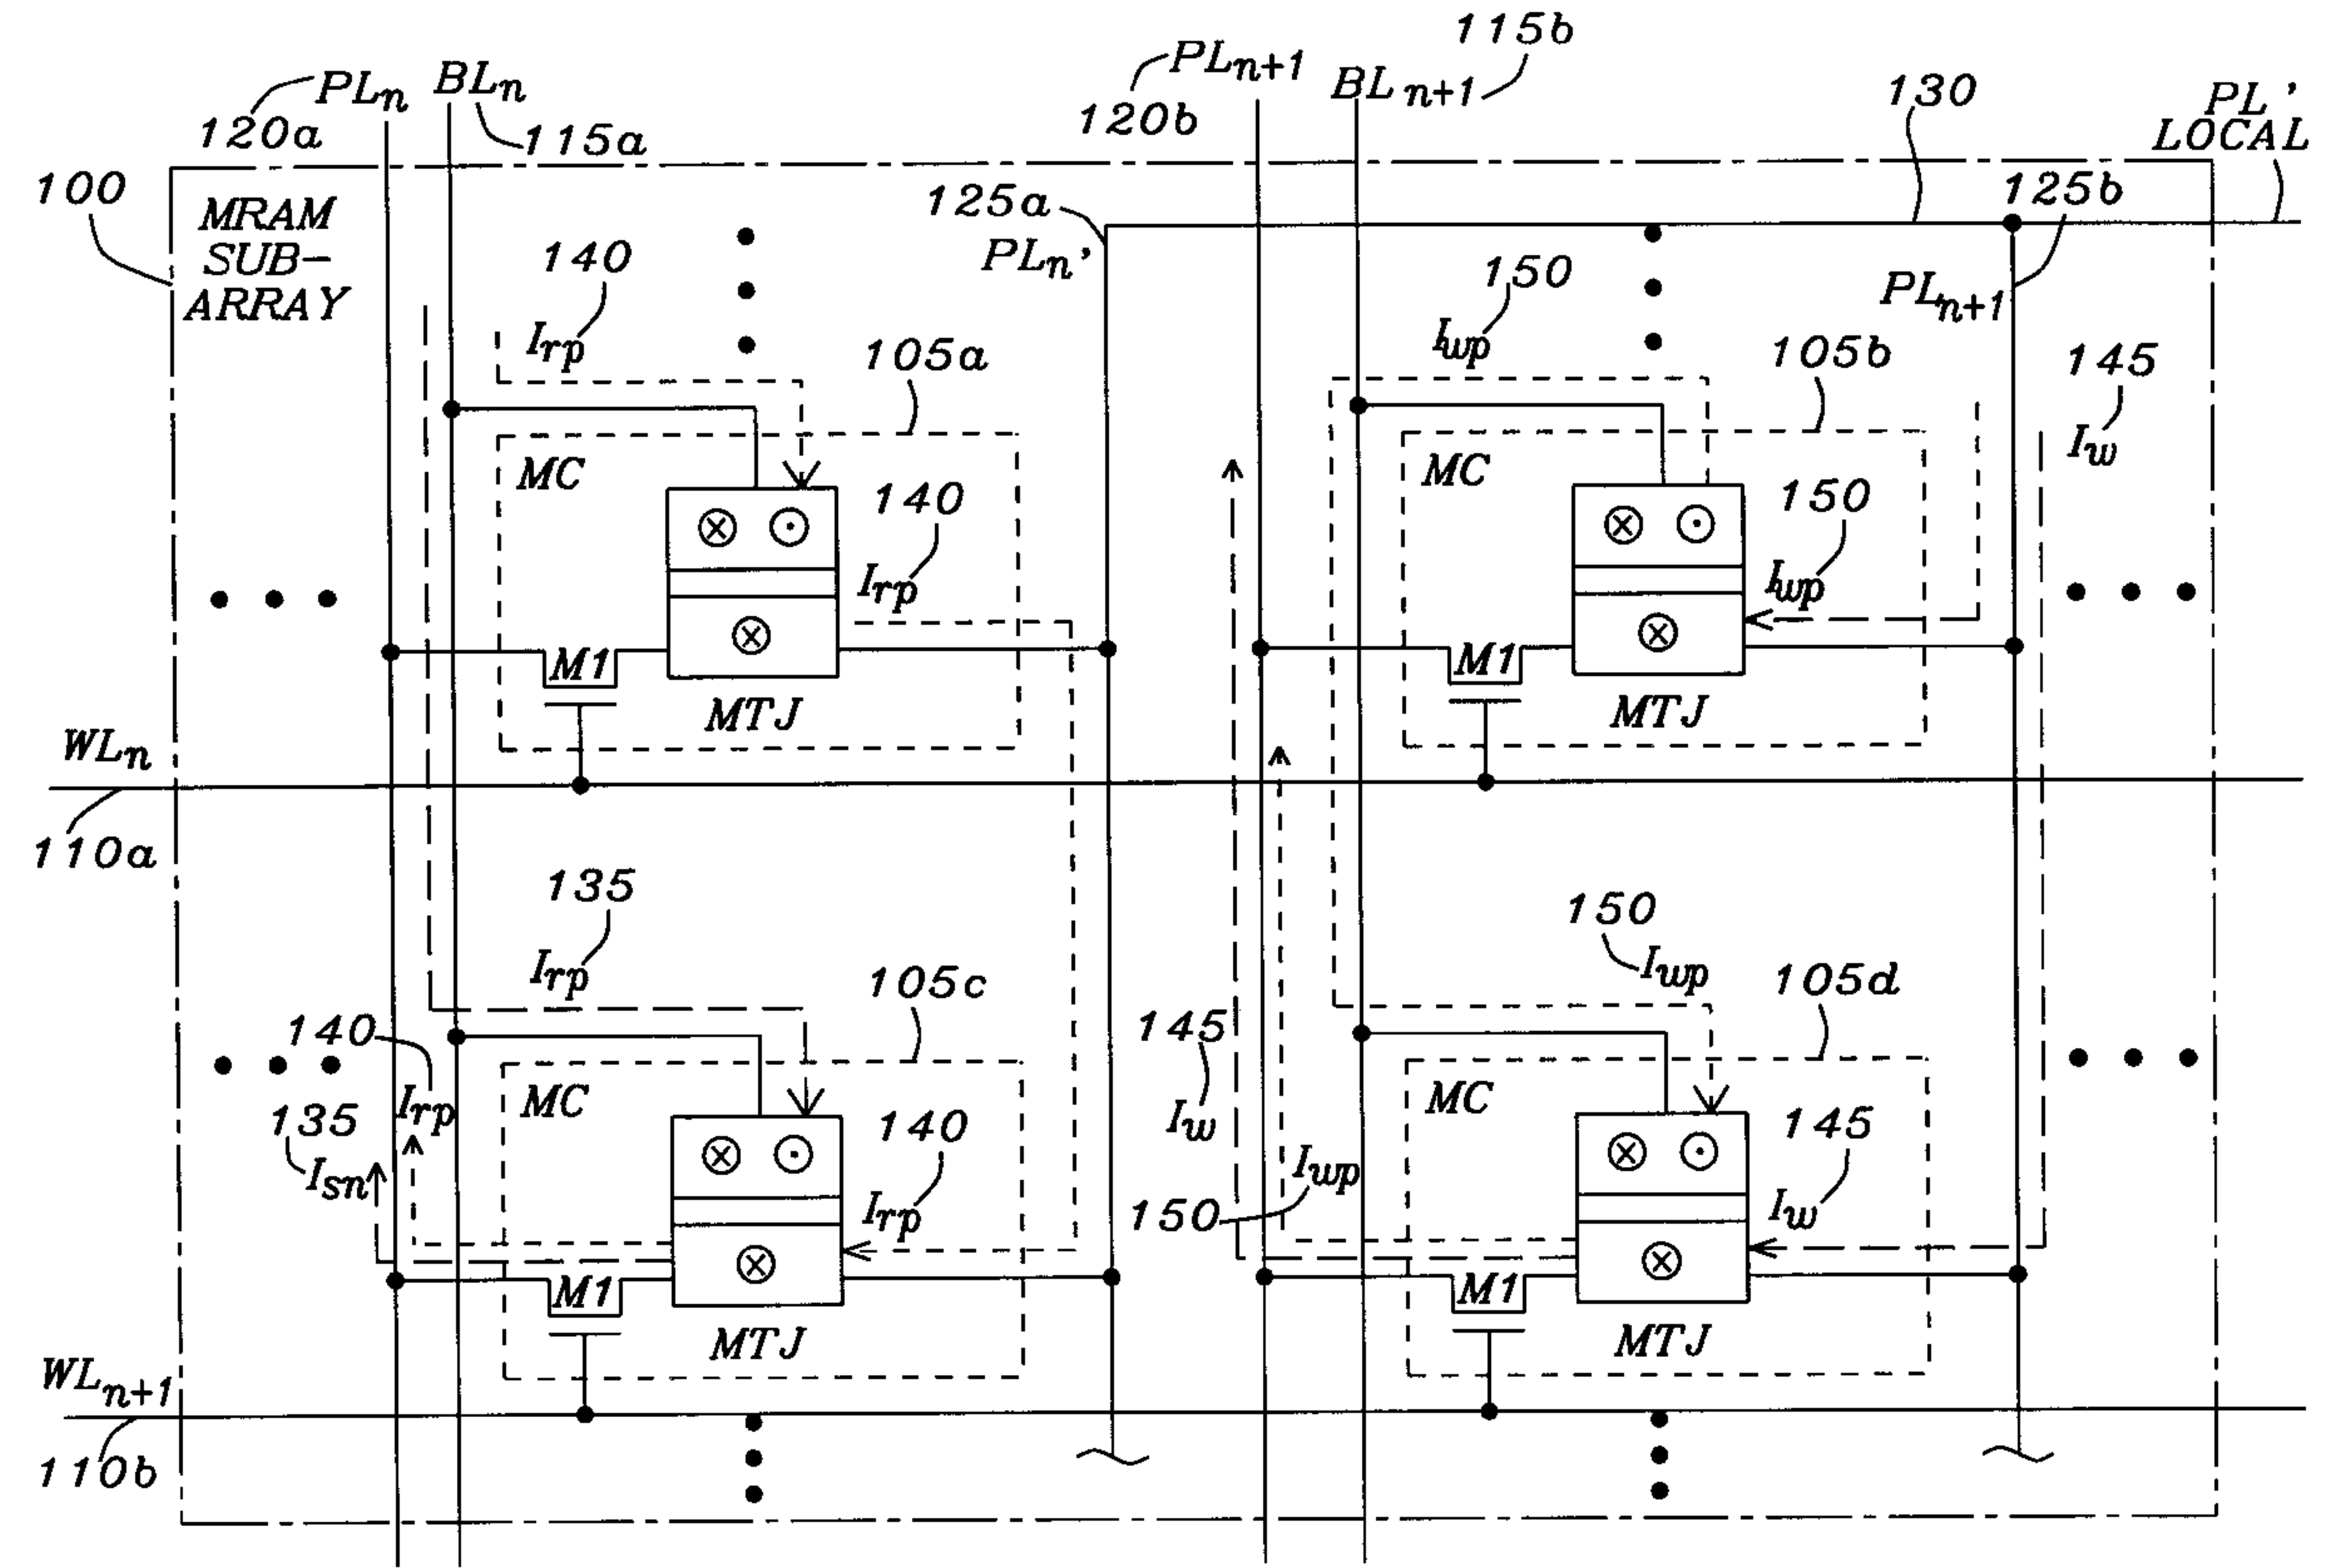 115b
PLn+1
PLn
BLn
BLn+1
130
PL'
LOCAL
120a
115a
120b
100
MRAM
SUB-
ARRAY
125a
125b
PLn'
140
150
PLn+1
Irp
Iwp
105a
105b
145
Iw
MC
MC
140
150
Irp
Iwp
M1
M1
MTJ
MTJ
WLn
110a
135
150
Irp
Iwp
105c
105d
140
145
Irp
Iw
MC
MC
135
140
145
Isn
Irp
Iwp
Iw
150
M1
M1
MTJ
MTJ
WLn+1
110b